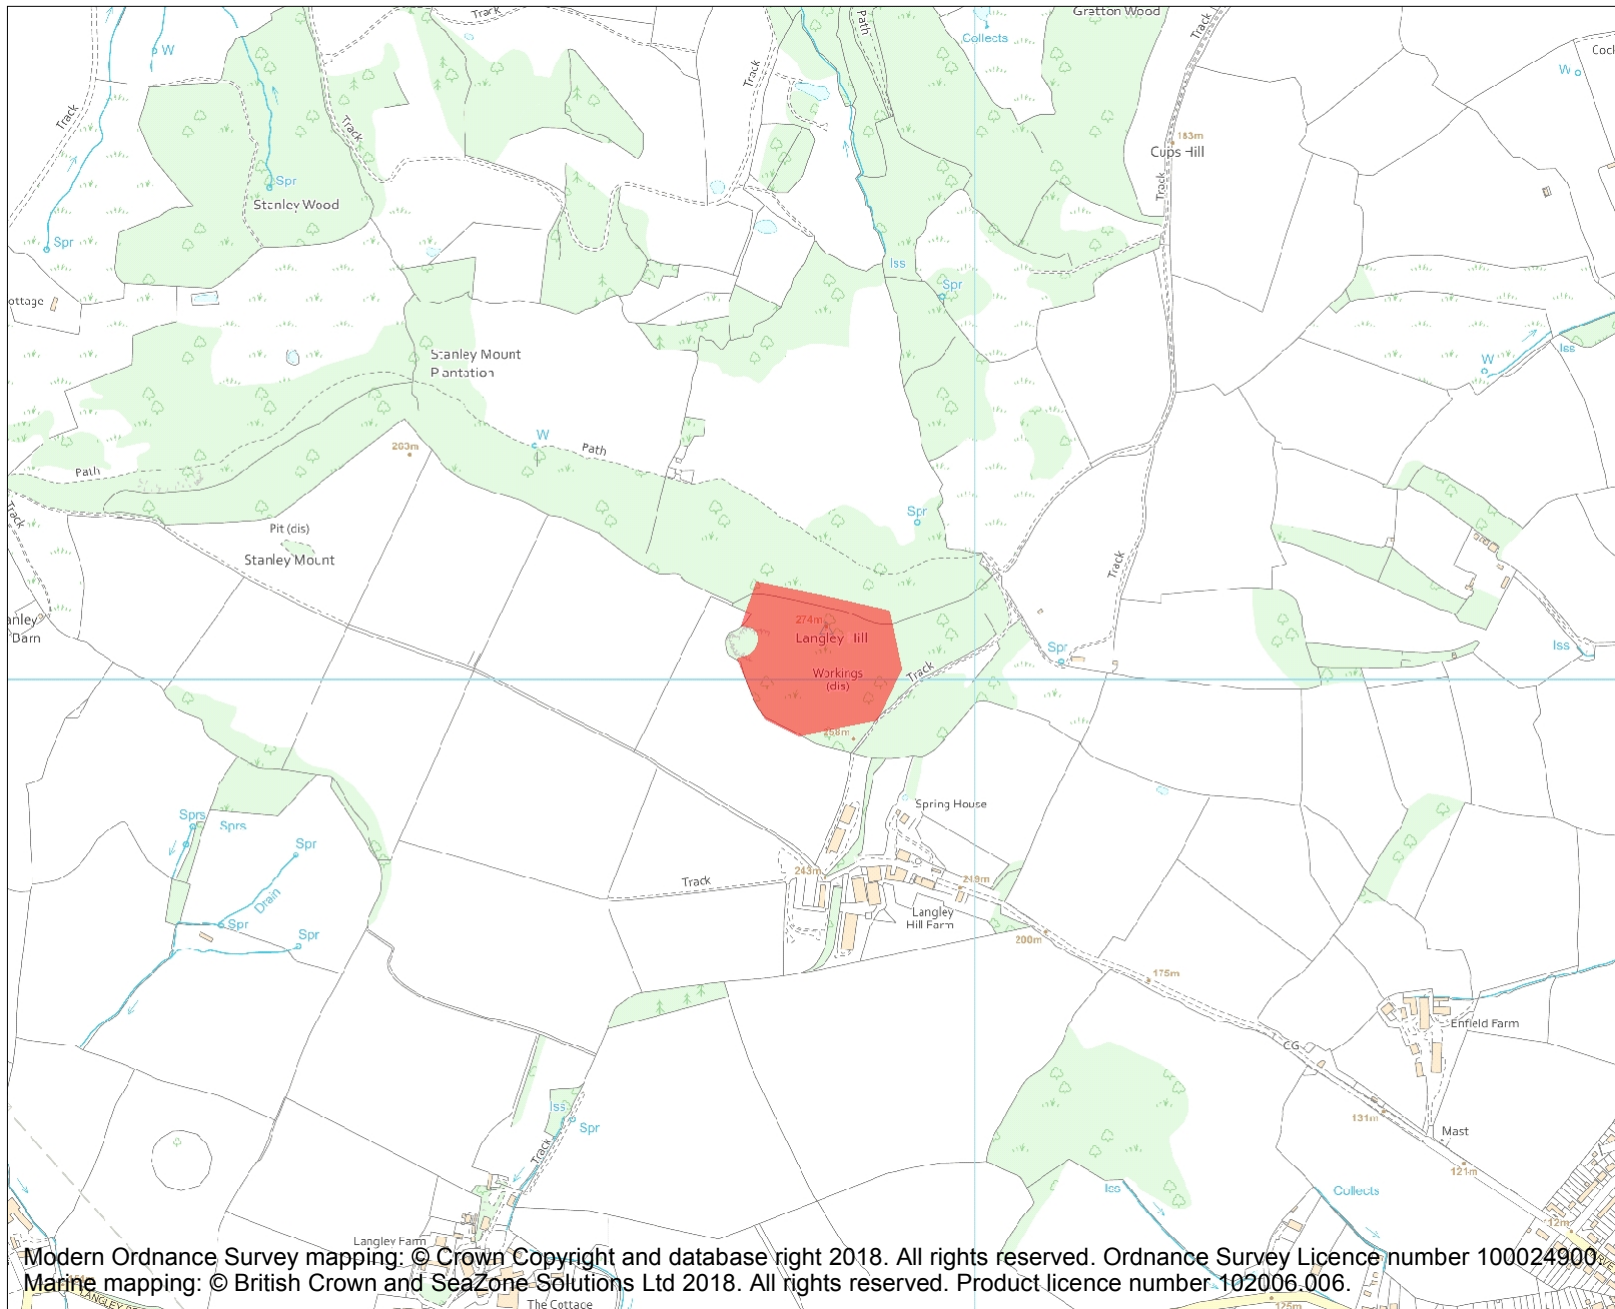 Track
Gretton Wood
Path
Track
Collects
W
Track
W
Track
Track
183m
Cups Hill
Spr
Stanley Wood
Track
Spr
Iss
Spr
ottage
Stanley Mount
Plantation
Iss
W
W
Path
Path
Track
Spr
Pit (dis)
Stanley Mount
Track
274m
Langley Hill
anley
Barn
Spr
Iss
Workings
(dis)
Track
Spring House
Sprs
Sprs
Spr
243m
Track
219m
Langley
Hill Farm
Drain
Spr
Spr
200m
175m
Enfield Farm
CG
Iss
Spr
131m
Mast
Track
121m
Iss
Collects
Langley Farm
Modern Ordnance Survey mapping: © Crown Copyright and database right 2018. All rights reserved. Ordnance Survey Licence number 100024900.
Marine mapping: © British Crown and SeaZone Solutions Ltd 2018. All rights reserved. Product licence number 102006.006.
The Cottage
125m